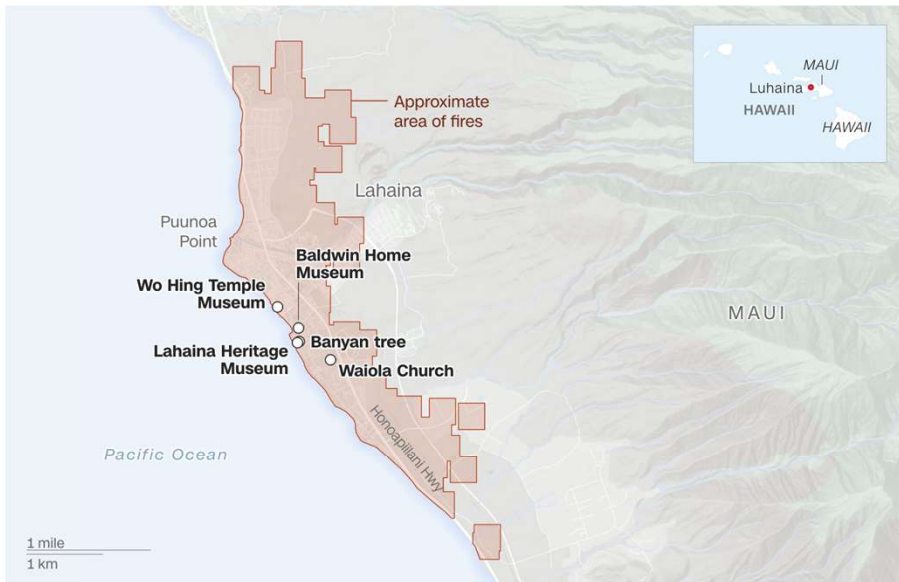 MAUI
Luhaina
HAWAII
HAWAII
Approximate
area of fires
Lahaina
Puunoa
Point
Baldwin Home
Museum
Wo Hing Temple
Museum
MAUI
Banyan tree
Lahaina Heritage
Museum
Waiola Church
Honoapiilani Hwy
Pacific Ocean
1 mile
1 km